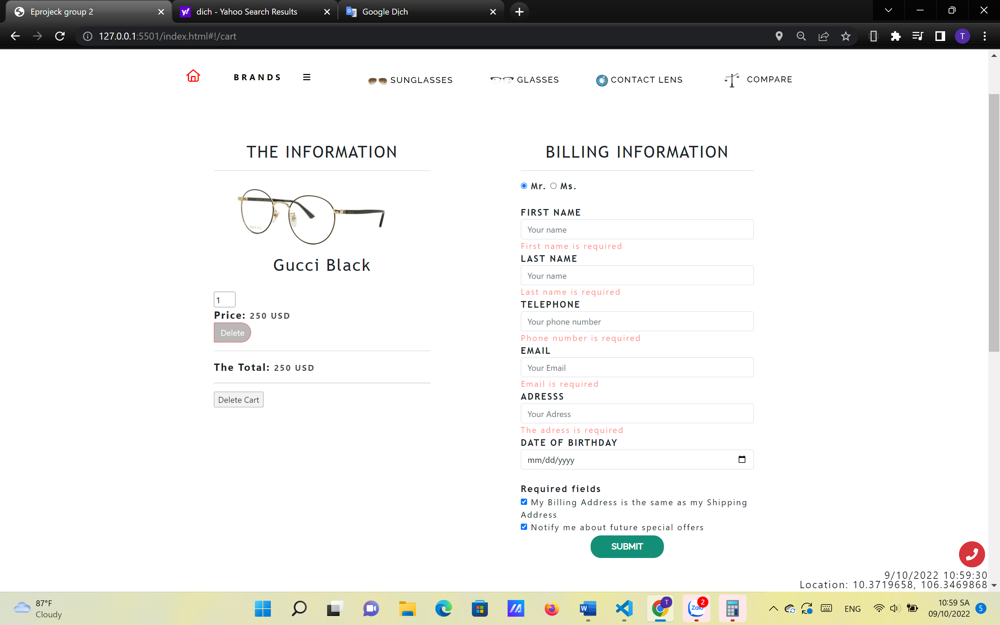 Eprojeck group 2
dich - Yahoo Search Results
Google Dịch
127.0.0.1:5501/index.html#!/cart
T
BRANDS
SUNGLASSES
GLASSES
CONTACT LENS
COMPARE
THE INFORMATION
GUCCI
Gucci Black
1
Price: 250 USD
Delete
The Total: 250 USD
Delete Cart
BILLING INFORMATION
Mr. Ms.
FIRST NAME
Your name
First name is required
LAST NAME
Your name
Last name is required
TELEPHONE
Your phone number
Phone number is required
EMAIL
Your Email
Email is required
ADRESSS
Your Adress
The adress is required
DATE OF BIRTHDAY
mm/dd/yyyy
Required fields
My Billing Address is the same as my Shipping
Address
Notify me about future special offers
SUBMIT
9/10/2022 10:59:30
Location: 10.3719658, 106.3469868
87°F
Cloudy
W
T
Zalo
2
ENG
10:59 SA
09/10/2022
5